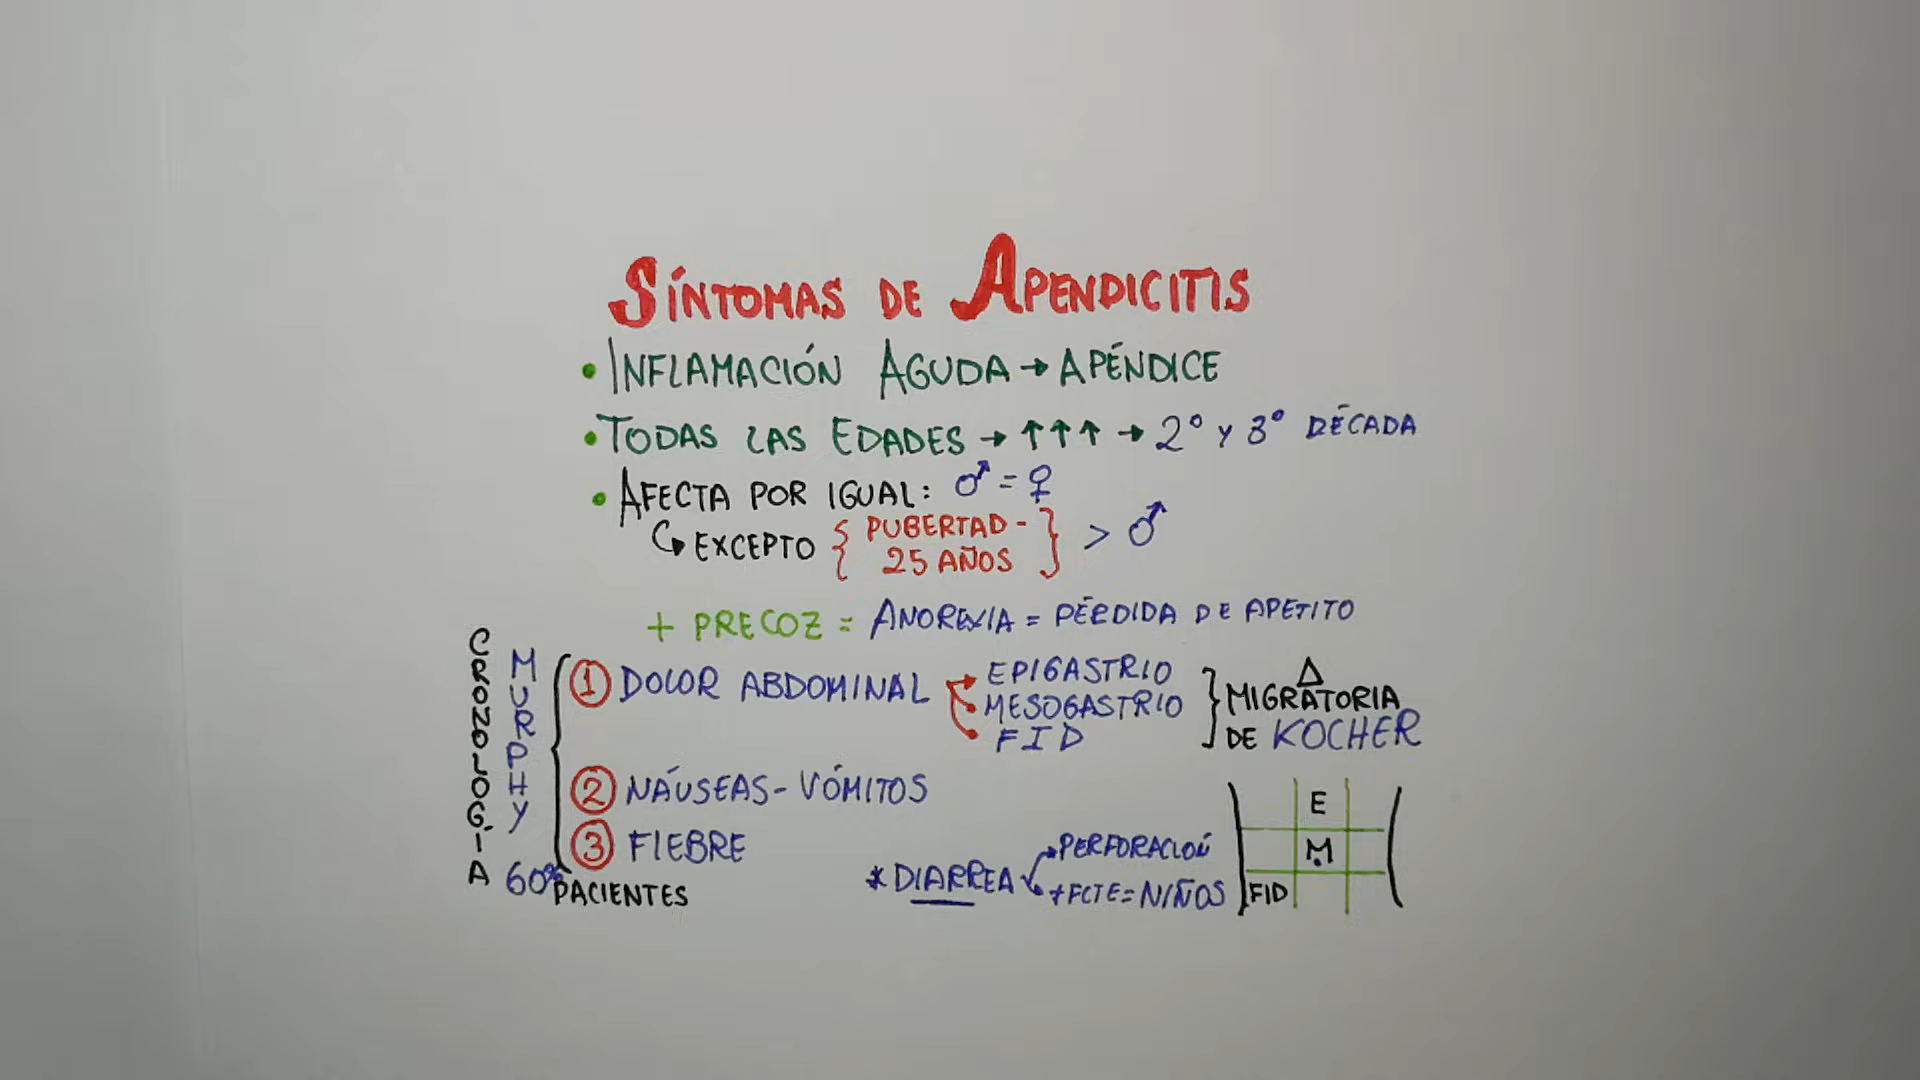 SÍNTOMAS DE APENDICITIS
• INFLAMACIÓN AGUDA → APÉNDICE
• TODAS LAS EDADES → ↑↑↑ → 2° Y 3° DÉCADA
• AFECTA POR IGUAL: ♂ = ♀
↳ EXCEPTO { PUBERTAD - 25 AÑOS } > ♂
+ PRECOZ = ANOREXIA = PÉRDIDA DE APETITO
CRONOLOGÍA
MURPHY
① DOLOR ABDOMINAL
EPIGASTRIO
MESOGASTRIO
FID
Δ
MIGRATORIA
DE KOCHER
② NÁUSEAS - VÓMITOS
③ FIEBRE
60% PACIENTES
* DIARREA
PERFORACIÓN
+ FCTE = NIÑOS
E
M
FID